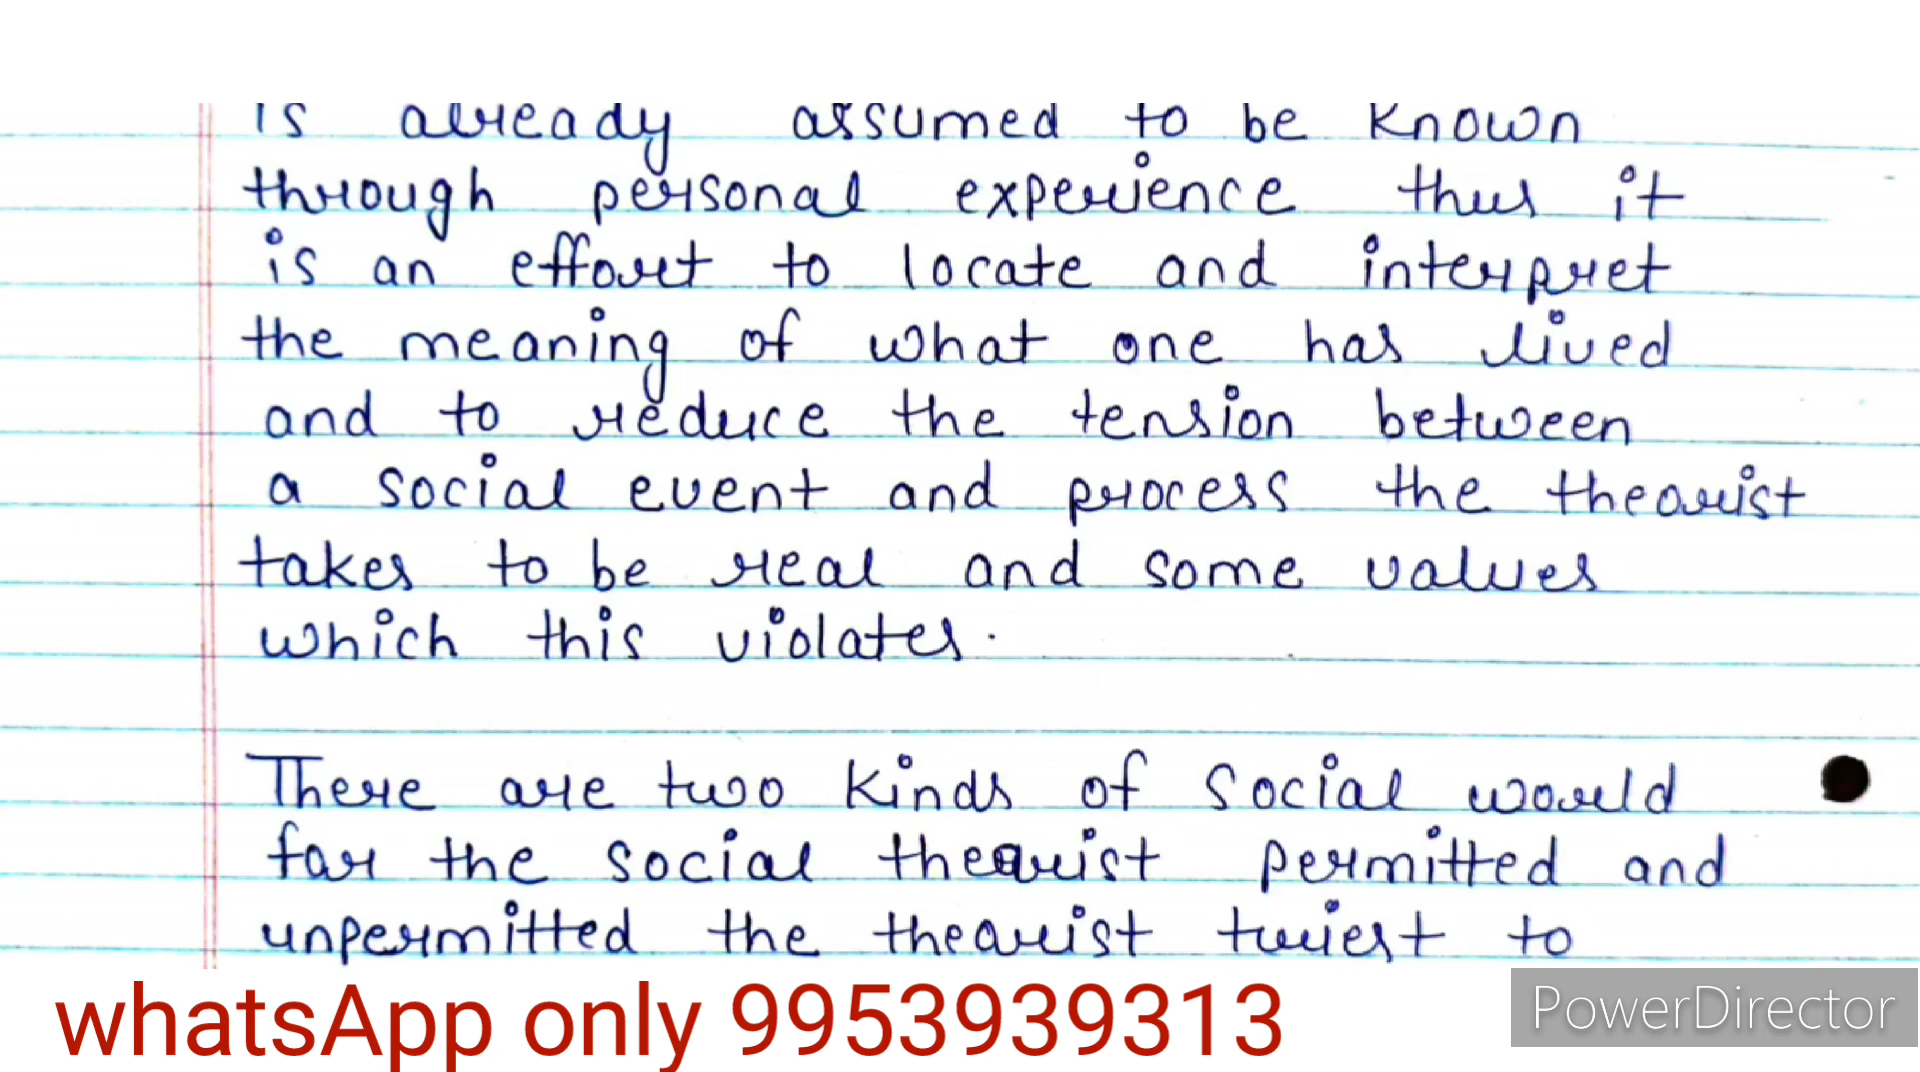 is already assumed to be known
through personal experience thus it
is an effort to locate and interpret
the meaning of what one has lived
and to reduce the tension between
a social event and process the theorist
takes to be real and some values
which this violates.
There are two kinds of social world
for the social theorist permitted and
unpermitted the theorist triest to
whatsApp only 9953939313
PowerDirector